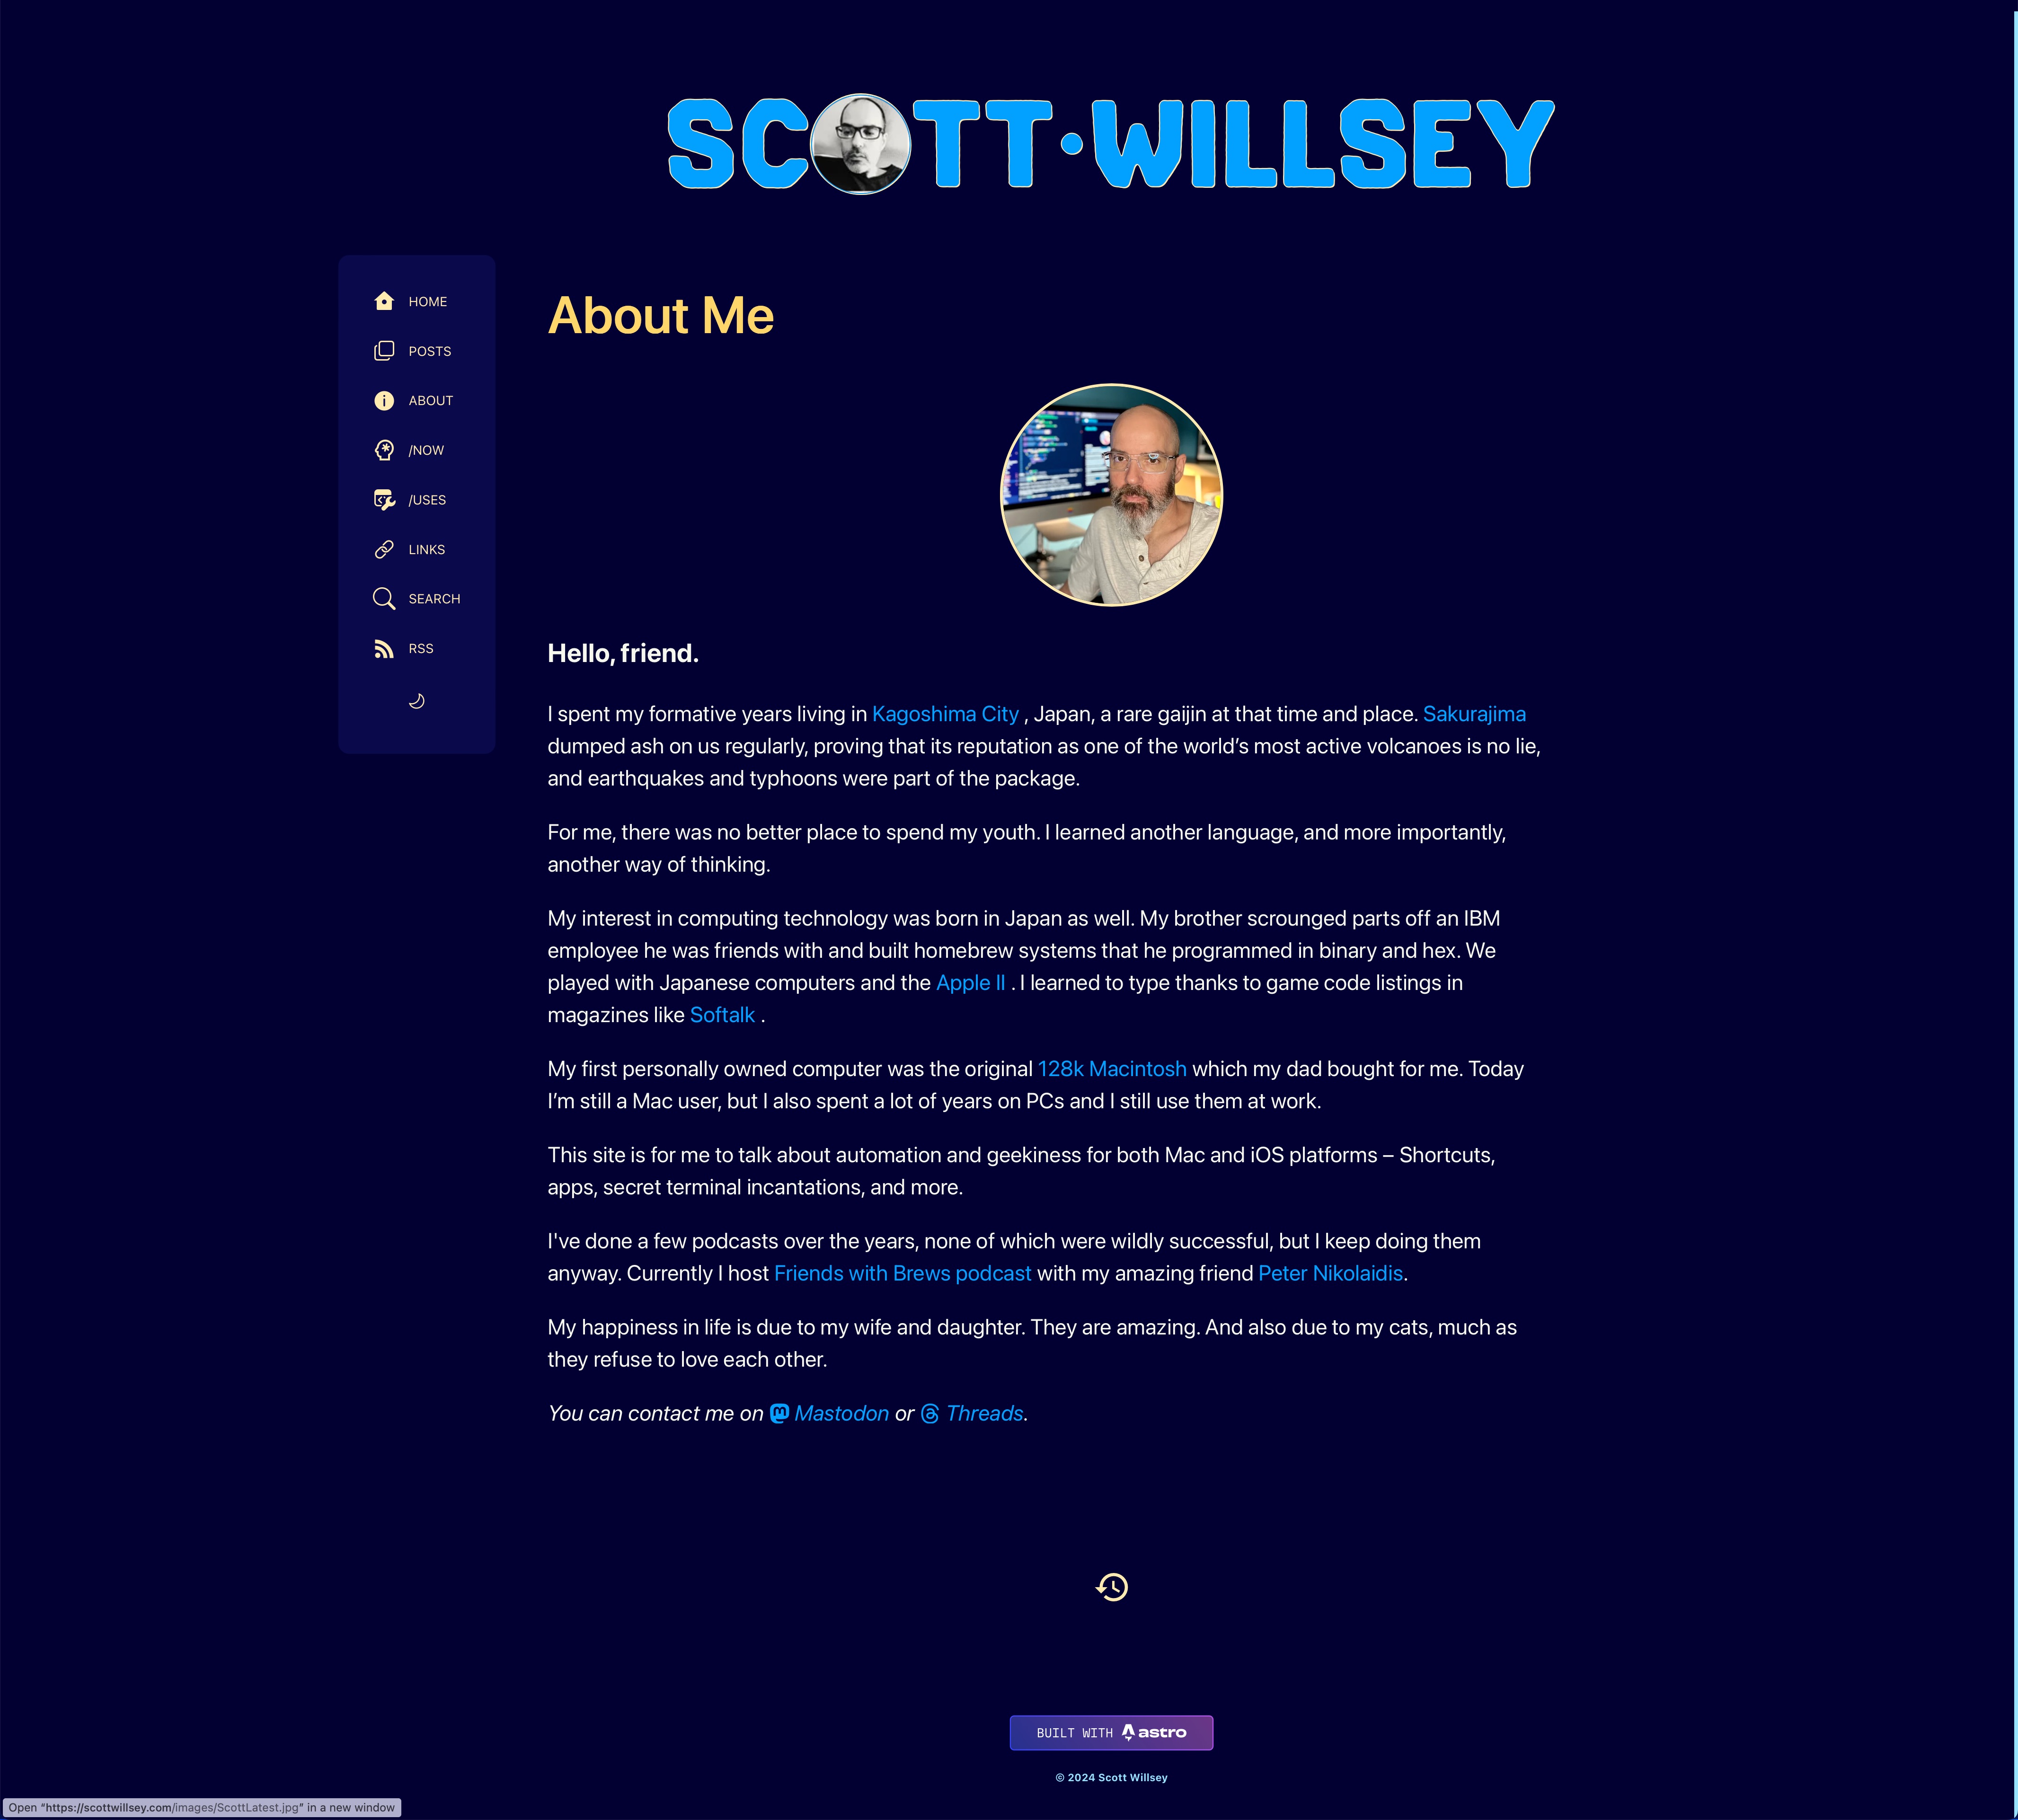 SCOTT·WILLSEY
HOME
POSTS
ABOUT
/NOW
/USES
LINKS
SEARCH
RSS
About Me
Hello, friend.
I spent my formative years living in Kagoshima City , Japan, a rare gaijin at that time and place. Sakurajima
dumped ash on us regularly, proving that its reputation as one of the world’s most active volcanoes is no lie,
and earthquakes and typhoons were part of the package.
For me, there was no better place to spend my youth. I learned another language, and more importantly,
another way of thinking.
My interest in computing technology was born in Japan as well. My brother scrounged parts off an IBM
employee he was friends with and built homebrew systems that he programmed in binary and hex. We
played with Japanese computers and the Apple II . I learned to type thanks to game code listings in
magazines like Softalk .
My first personally owned computer was the original 128k Macintosh which my dad bought for me. Today
I’m still a Mac user, but I also spent a lot of years on PCs and I still use them at work.
This site is for me to talk about automation and geekiness for both Mac and iOS platforms – Shortcuts,
apps, secret terminal incantations, and more.
I've done a few podcasts over the years, none of which were wildly successful, but I keep doing them
anyway. Currently I host Friends with Brews podcast with my amazing friend Peter Nikolaidis.
My happiness in life is due to my wife and daughter. They are amazing. And also due to my cats, much as
they refuse to love each other.
You can contact me on Mastodon or Threads.
BUILT WITH astro
© 2024 Scott Willsey
Open “https://scottwillsey.com/images/ScottLatest.jpg” in a new window